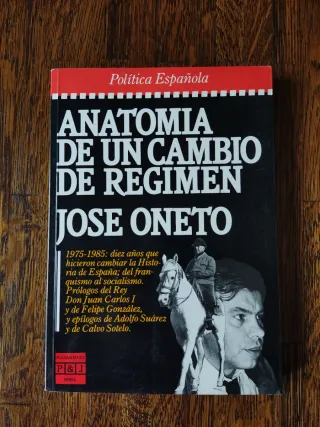 Política Española
ANATOMIA
DE UN CAMBIO
DE REGIMEN
JOSE ONETO
1975-1985: diez años que
hicieron cambiar la Histo-
ria de España; del fran-
quismo al socialismo.
Prólogos del Rey
Don Juan Carlos I
y de Felipe González,
y epílogos de Adolfo Suárez
y de Calvo Sotelo.
P&J